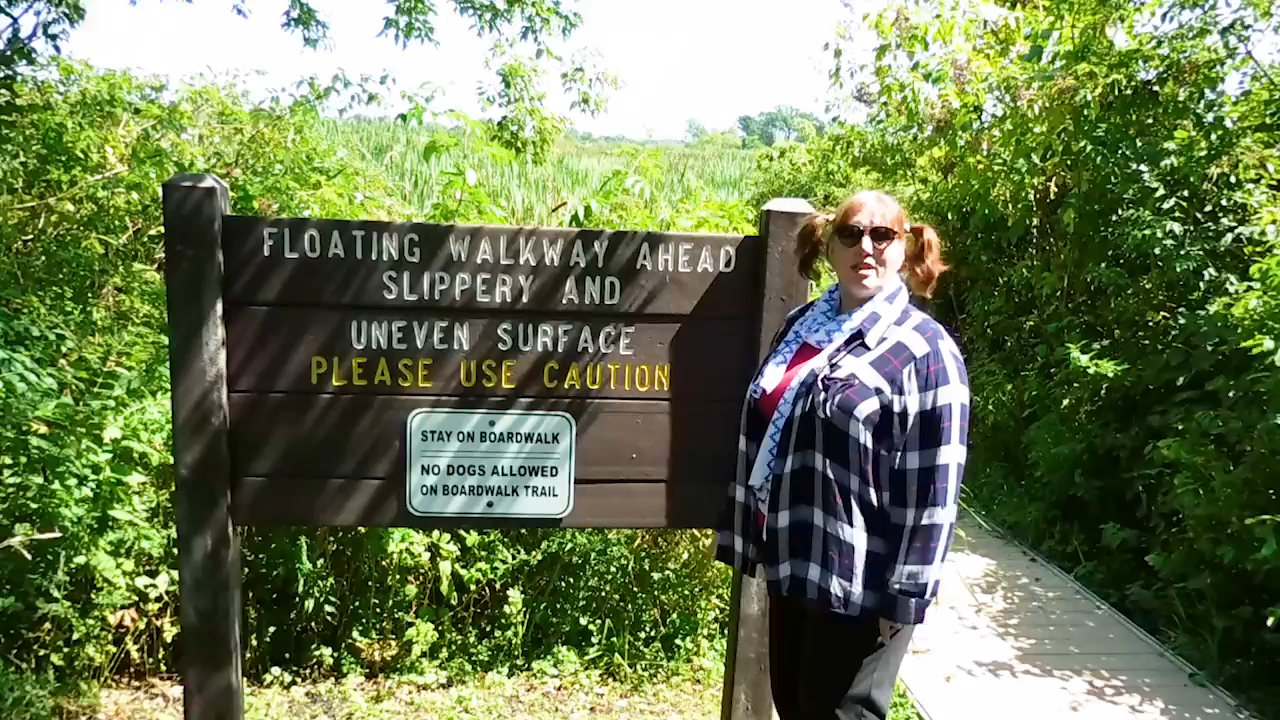 FLOATING WALKWAY AHEAD
SLIPPERY AND
UNEVEN SURFACE
PLEASE USE CAUTION
STAY ON BOARDWALK
NO DOGS ALLOWED
ON BOARDWALK TRAIL